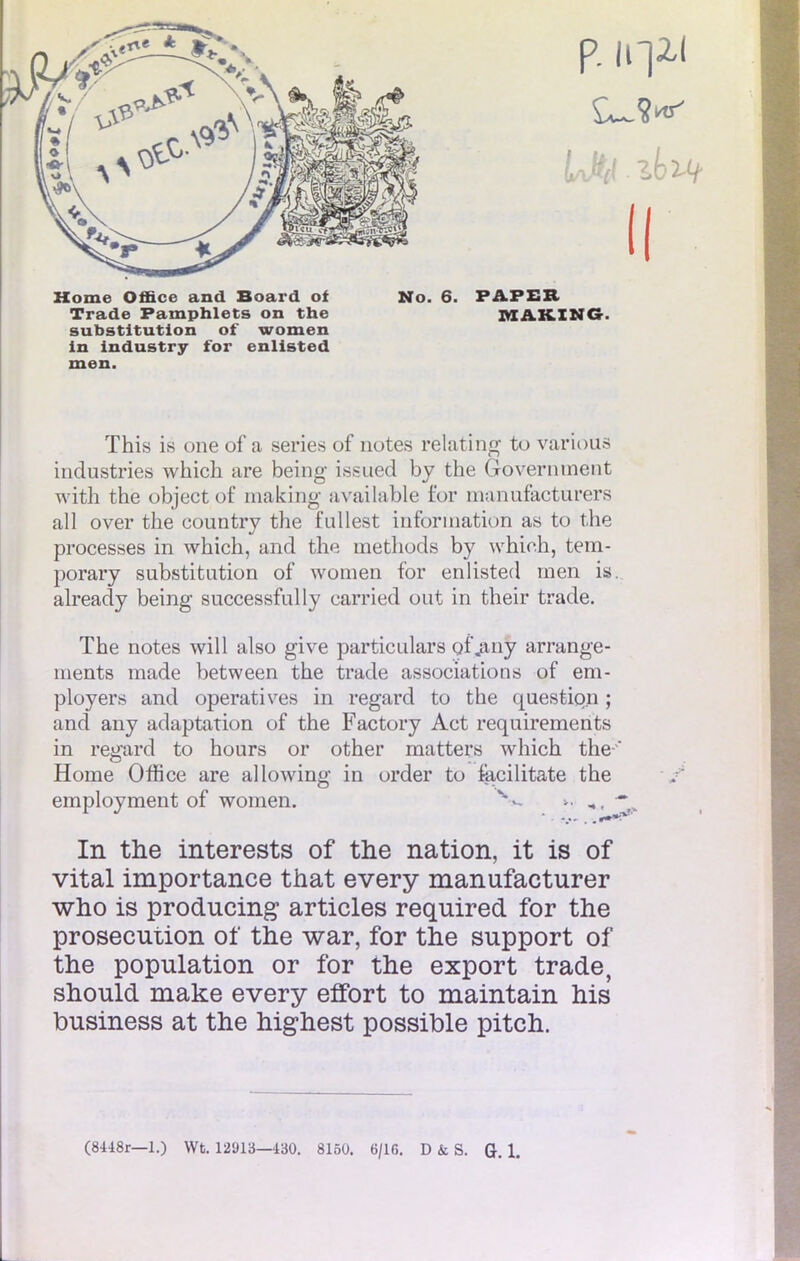 P. 11721
LIBRARY
11 DEC. 193
Home Office and Board of
Trade Pamphlets on the
substitution of women
in industry for enlisted
men.
No. 6. PAPER
MAKING.
This is one of a series of notes relating to various
industries which are being issued by the Government
with the object of making available for manufacturers
all over the country the fullest information as to the
processes in which, and the methods by which, tem-
porary substitution of women for enlisted men is
already being successfully carried out in their trade.
The notes will also give particulars of any arrange-
ments made between the trade associations of em-
ployers and operatives in regard to the question;
and any adaptation of the Factory Act requirements
in regard to hours or other matters which the
Home Office are allowing in order to facilitate the
employment of women.
In the interests of the nation, it is of
vital importance that every manufacturer
who is producing articles required for the
prosecution of the war, for the support of
the population or for the export trade,
should make every effort to maintain his
business at the highest possible pitch.
(8448r—1.) Wt. 12913—430. 8150. 6/16. D & S. G. 1.